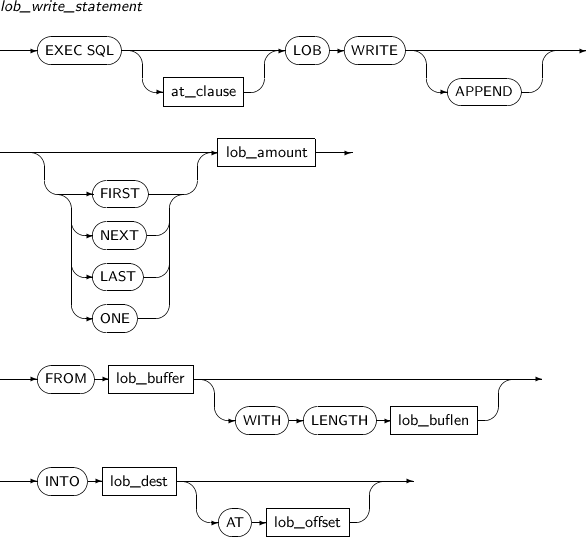 lob_write_statement
EXEC SQL LOB WRITE
at_clause APPEND
lob_amount
FIRST
NEXT
LAST
ONE
FROM lob_buffer
WITH LENGTH lob_buflen
INTO lob_dest
AT lob_offset